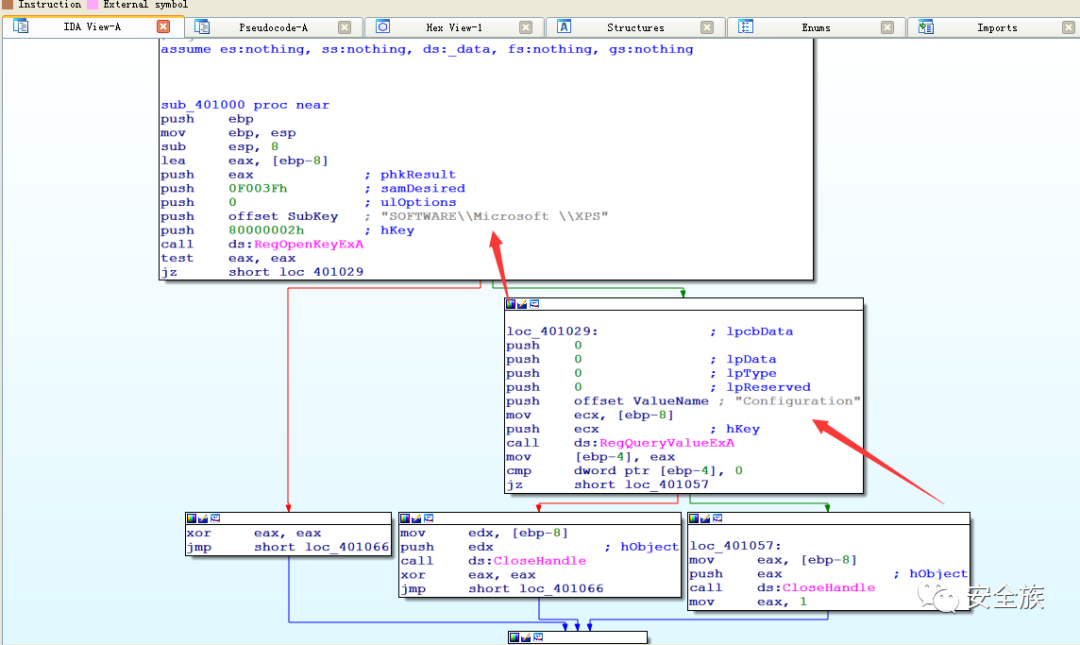 Instruction External symbol
IDA View-A Pseudocode-A Hex View-1 Structures Enums Imports
assume es:nothing, ss:nothing, ds:_data, fs:nothing, gs:nothing
sub_401000 proc near
push ebp
mov ebp, esp
sub esp, 8
lea eax, [ebp-8]
push eax ; phkResult
push 0F003Fh ; samDesired
push 0 ; ulOptions
push offset SubKey ; "SOFTWARE\\Microsoft \\XPS"
push 80000002h ; hKey
call ds:RegOpenKeyExA
test eax, eax
jz short loc_401029
loc_401029: ; lpcbData
push 0
push 0 ; lpData
push 0 ; lpType
push 0 ; lpReserved
push offset ValueName ; "Configuration"
mov ecx, [ebp-8]
push ecx ; hKey
call ds:RegQueryValueExA
mov [ebp-4], eax
cmp dword ptr [ebp-4], 0
jz short loc_401057
xor eax, eax
jmp short loc_401066
mov edx, [ebp-8]
push edx ; hObject
call ds:CloseHandle
xor eax, eax
jmp short loc_401066
loc_401057:
mov eax, [ebp-8]
push eax ; hObject
call ds:CloseHandle
mov eax, 1
安全族